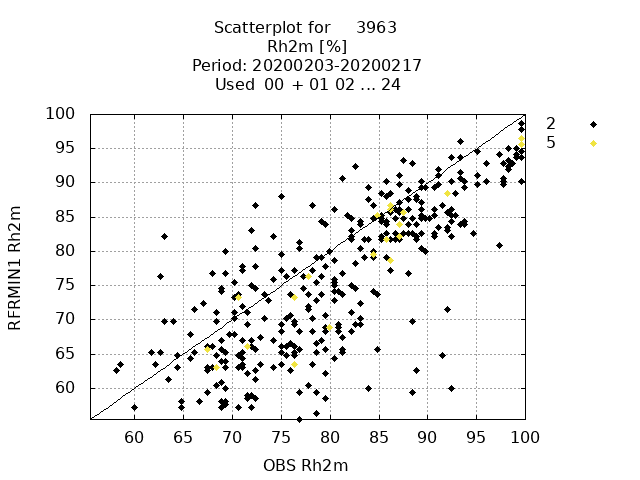 Scatterplot for 3963
Rh2m [%]
Period: 20200203-20200217
Used 00 + 01 02 ... 24
2
5
100
95
90
85
80
75
70
65
60
RFRMIN1 Rh2m
60 65 70 75 80 85 90 95 100
OBS Rh2m